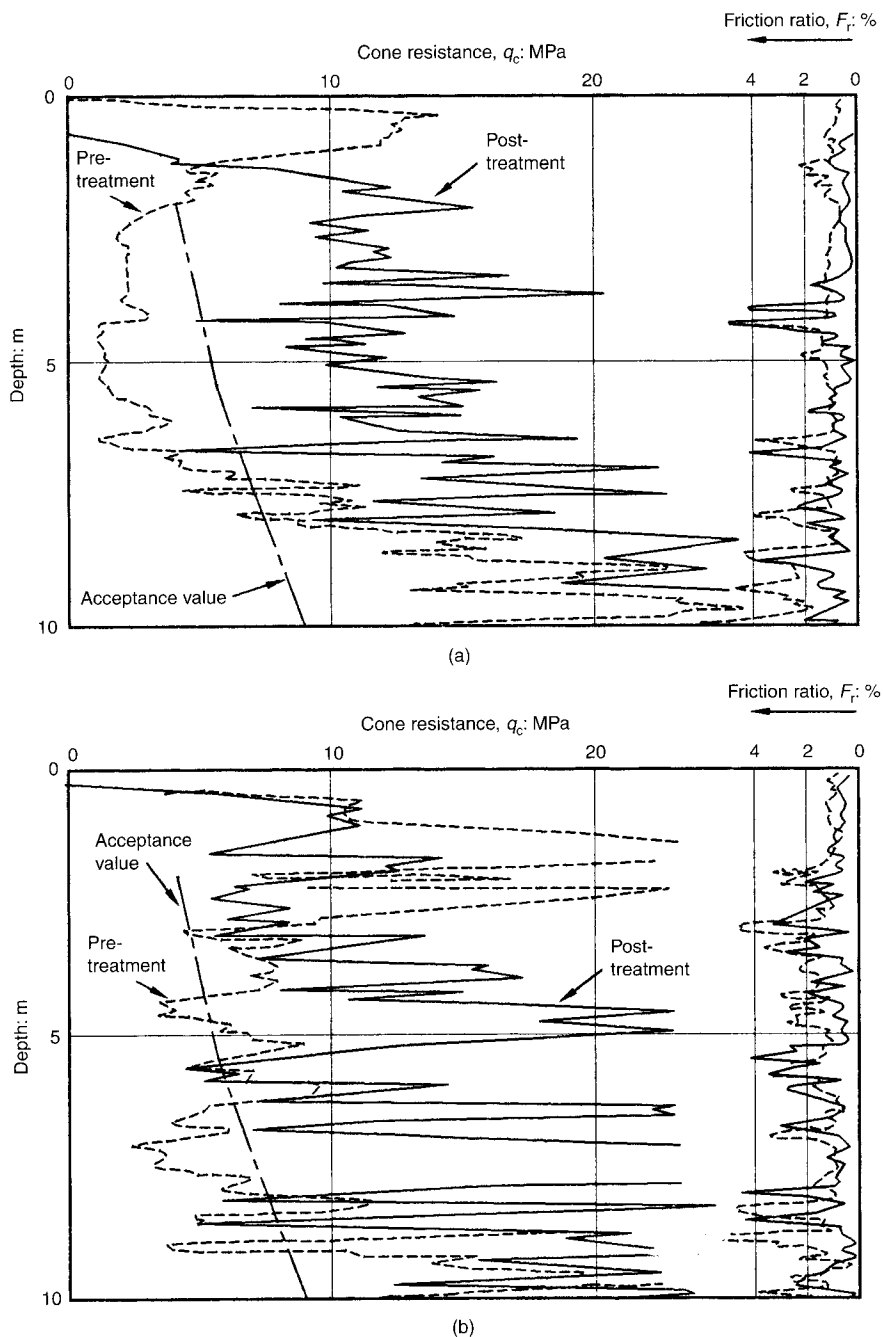 Friction ratio, Fr: %
Cone resistance, qc: MPa
0
10
20
4
2
0
0
Pre-
treatment
Post-
treatment
Depth: m
5
Acceptance value
10
(a)
Friction ratio, Fr: %
Cone resistance, qc: MPa
0
10
20
4
2
0
0
Acceptance
value
Pre-
treatment
Post-
treatment
Depth: m
5
10
(b)